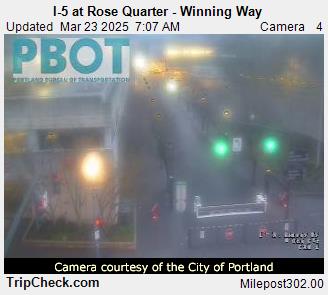 I-5 at Rose Quarter - Winning Way
Updated Mar 23 2025 7:07 AM Camera 4
PBOT
PORTLAND BUREAU OF TRANSPORTATION
Camera courtesy of the City of Portland
TripCheck.com Milepost302.00